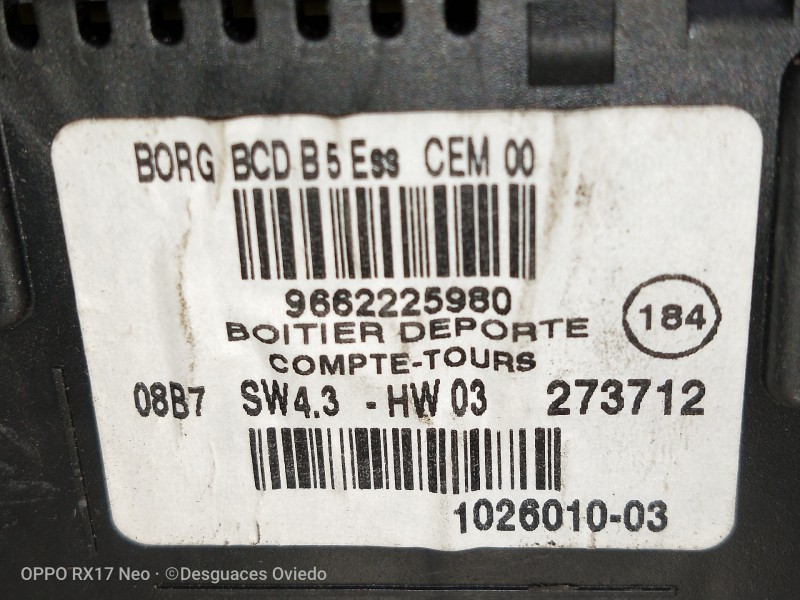 BORG BCD B5 Ess CEM 00
9662225980
BOITIER DEPORTE
COMPTE-TOURS
184
08B7 SW4.3 - HW 03 273712
1026010-03
OPPO RX17 Neo · ©Desguaces Oviedo